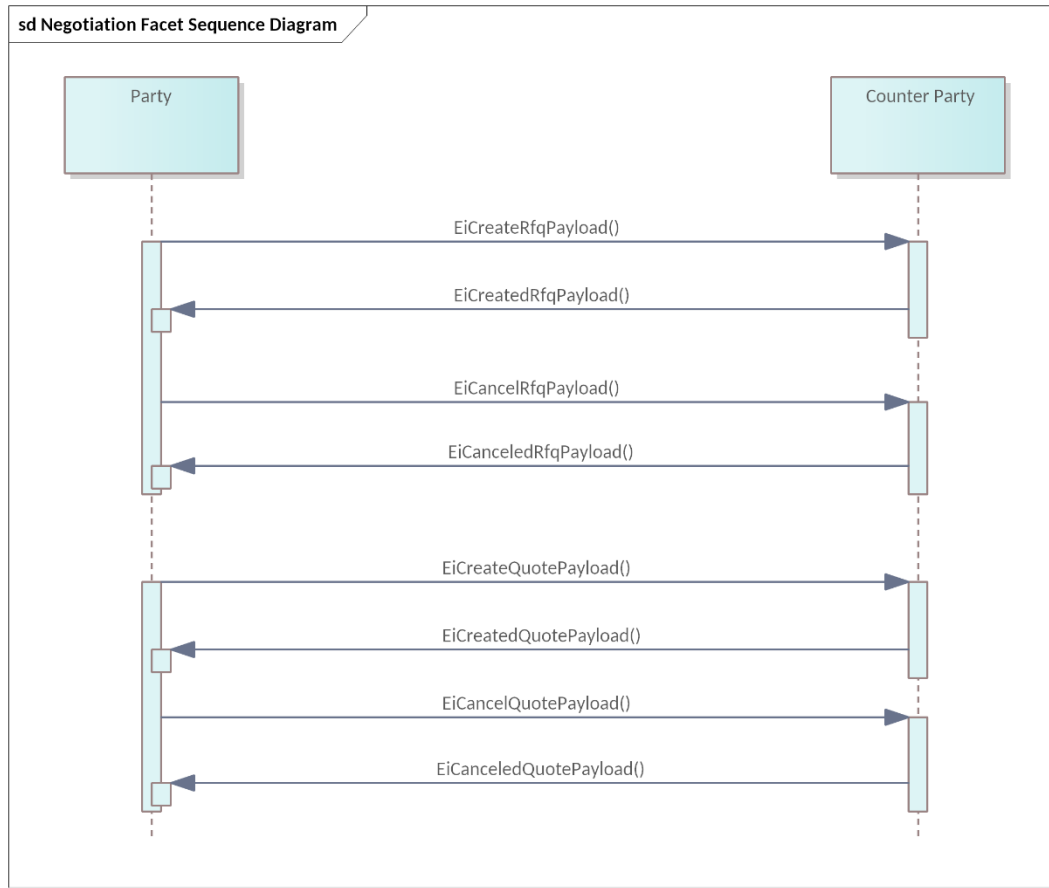 sd Negotiation Facet Sequence Diagram
Party
Counter Party
EiCreateRfqPayload()
EiCreatedRfqPayload()
EiCancelRfqPayload()
EiCanceledRfqPayload()
EiCreateQuotePayload()
EiCreatedQuotePayload()
EiCancelQuotePayload()
EiCanceledQuotePayload()